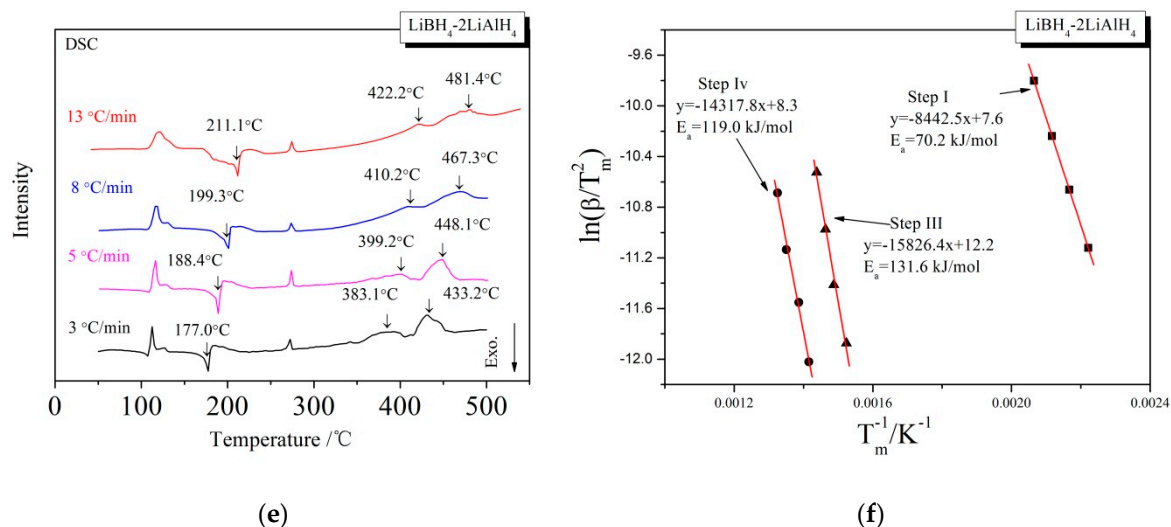 LiBH4-2LiAlH4
DSC
481.4°C
422.2°C
13 °C/min
211.1°C
467.3°C
410.2°C
8 °C/min
199.3°C
448.1°C
399.2°C
5 °C/min
188.4°C
383.1°C
433.2°C
3 °C/min
177.0°C
Exo.
Intensity
0 100 200 300 400 500
Temperature /℃
(e)
LiBH4-2LiAlH4
-9.6
-10.0
-10.4
-10.8
-11.2
-11.6
-12.0
ln(β/T²m)
Step Iv
y=-14317.8x+8.3
Ea=119.0 kJ/mol
Step I
y=-8442.5x+7.6
Ea=70.2 kJ/mol
Step III
y=-15826.4x+12.2
Ea=131.6 kJ/mol
0.0012 0.0016 0.0020 0.0024
Tm⁻¹/K⁻¹
(f)